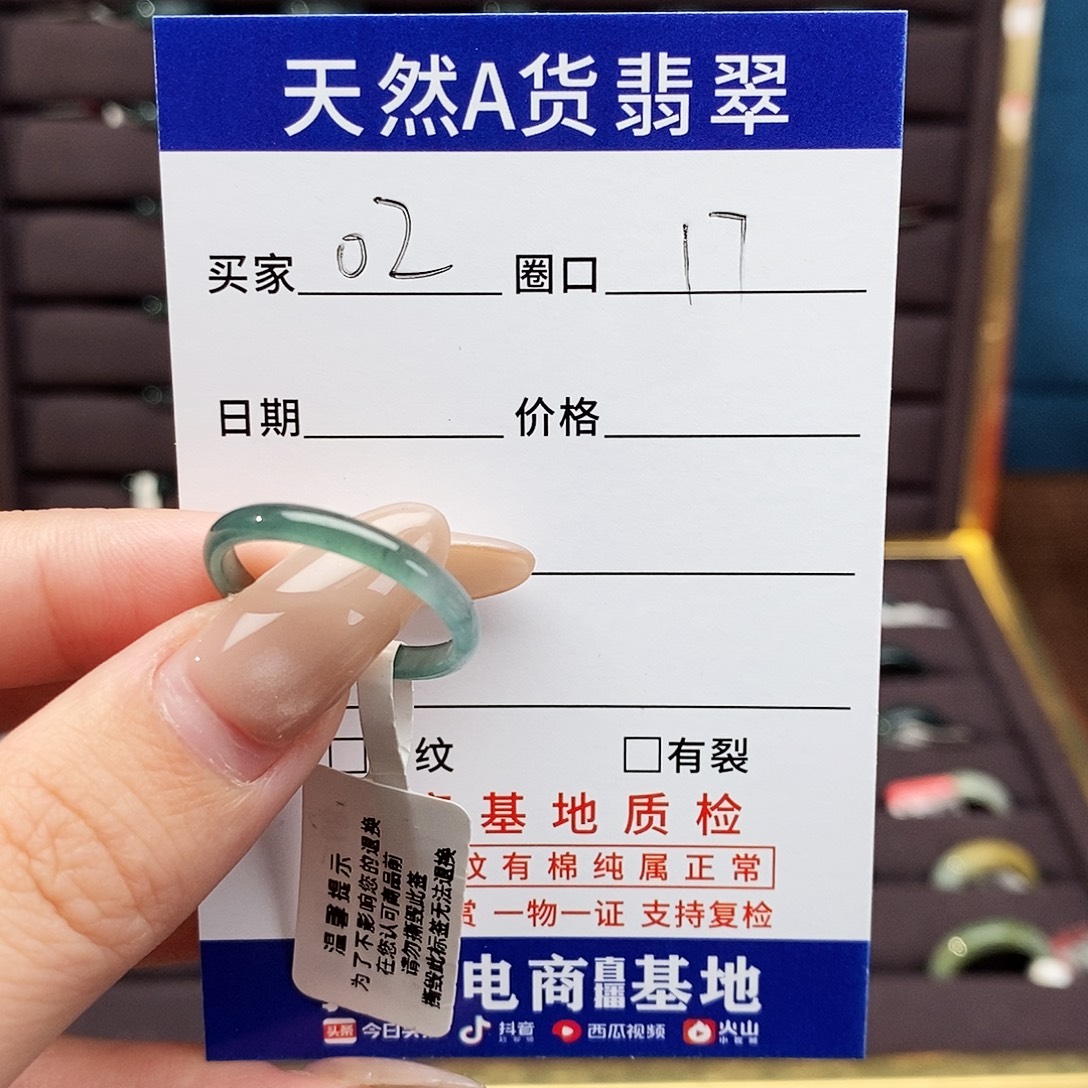 天然A货翡翠
买家 02 圈口 17
日期 价格
纹 □有裂
基地质检
纹有棉纯属正常
赏 一物一证 支持复检
电商直播基地
头条 今日头 抖音 西瓜视频 火山
温馨提示
为了不影响您的退换
在您认可商品前
请勿撕毁此签
撕毁此标签无法退换